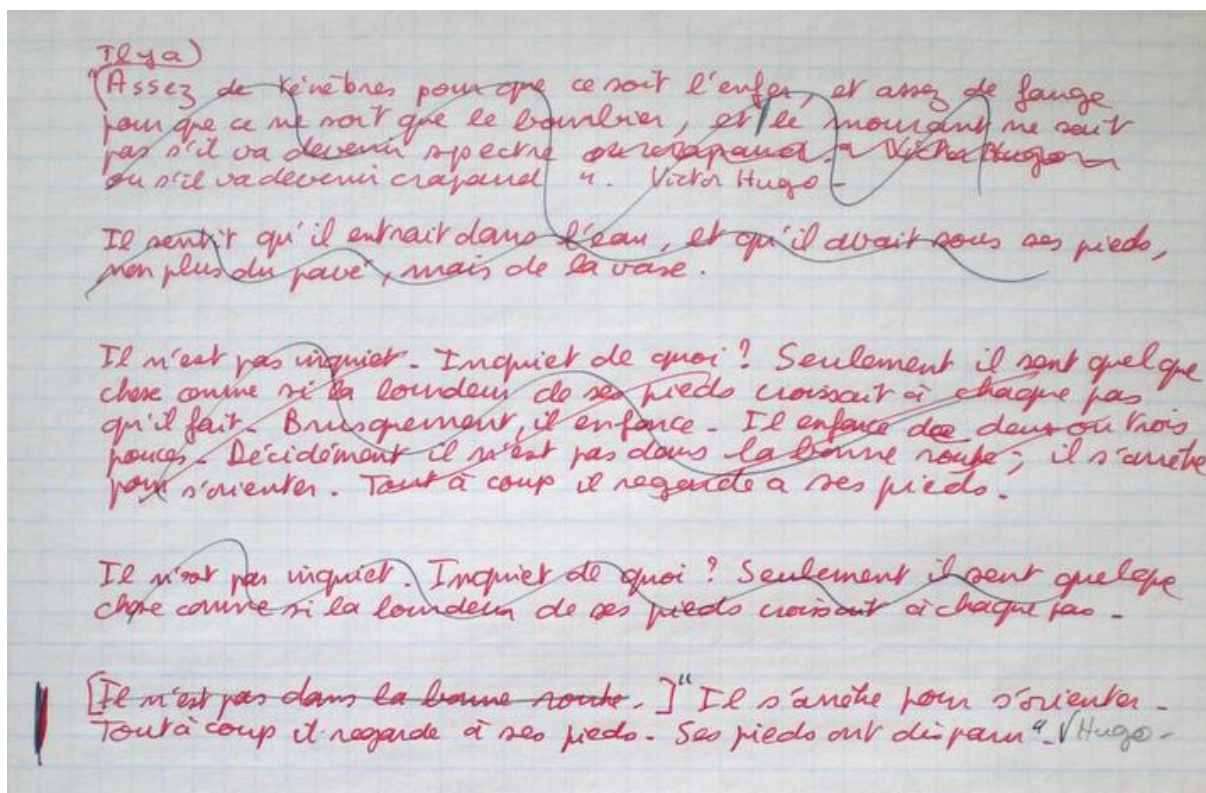 Il y a)
"(Assez de ténèbres pour que ce soit l'enfer, et assez de fange
pour que ce ne soit que le bourbier, et le mourant ne sait
pas s'il va devenir spectre ou crapaud" Victor Hugo
ou s'il va devenir crapaud ". Victor Hugo -
Il sentit qu'il entrait dans l'eau, et qu'il avait sous ses pieds,
non plus du pavé, mais de la vase.
Il n'est pas inquiet. Inquiet de quoi ? Seulement il sent quelque
chose comme si la lourdeur de ses pieds croissait à chaque pas
qu'il fait. Brusquement, il enfonce. Il enfonce de deux ou trois
pouces. Décidément il n'est pas dans la bonne route ; il s'arrête
pour s'orienter. Tout à coup il regarde a ses pieds.
Il n'est pas inquiet. Inquiet de quoi ? Seulement il sent quelque
chose comme si la lourdeur de ses pieds croissait à chaque pas -
[Il n'est pas dans la bonne route.]" Il s'arrête pour s'orienter.
Tout à coup il regarde à ses pieds. Ses pieds ont disparu". V Hugo -